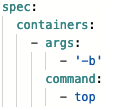 spec:
  containers:
    - args:
        - '-b'
      command:
        - top